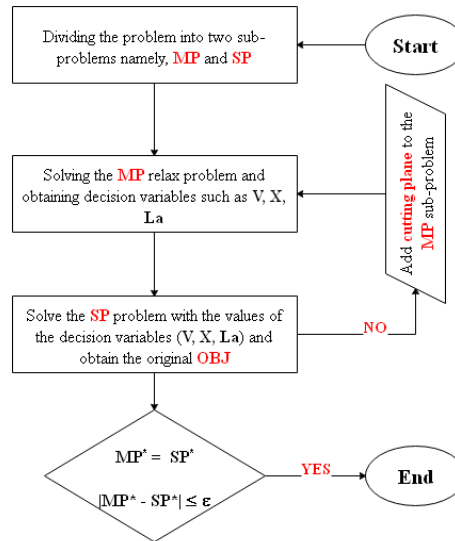 Start
Dividing the problem into two sub-
problems namely, MP and SP
Solving the MP relax problem and
obtaining decision variables such as V, X,
La
Add cutting plane to the
MP sub-problem
Solve the SP problem with the values of
the decision variables (V, X, La) and
obtain the original OBJ
NO
MP* = SP*
|MP* - SP*| ≤ ε
YES
End